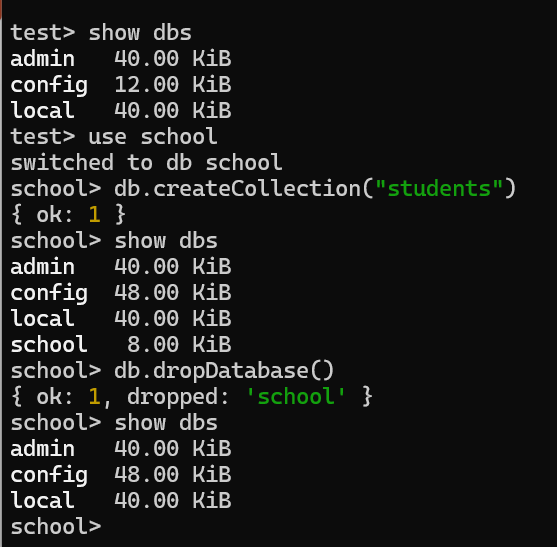 test> show dbs
admin   40.00 KiB
config  12.00 KiB
local   40.00 KiB
test> use school
switched to db school
school> db.createCollection("students")
{ ok: 1 }
school> show dbs
admin   40.00 KiB
config  48.00 KiB
local   40.00 KiB
school   8.00 KiB
school> db.dropDatabase()
{ ok: 1, dropped: 'school' }
school> show dbs
admin   40.00 KiB
config  48.00 KiB
local   40.00 KiB
school>